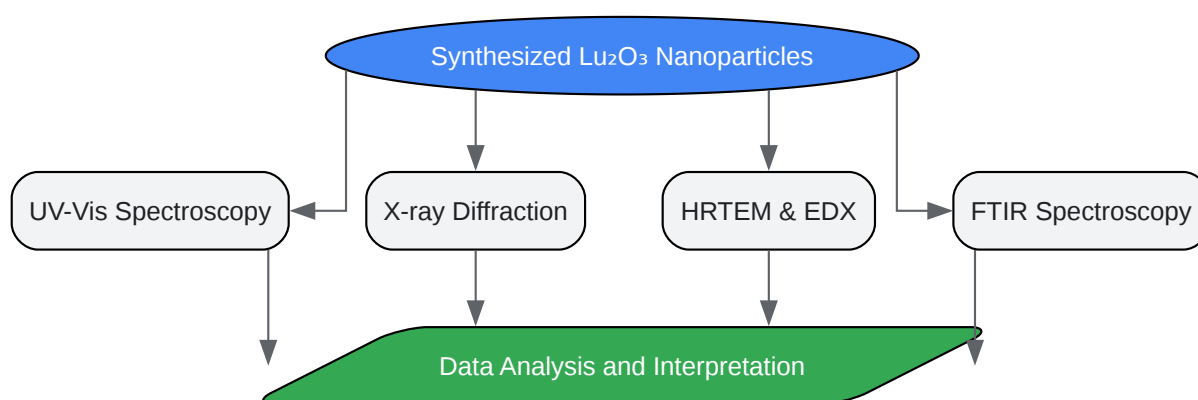 Synthesized Lu₂O₃ Nanoparticles
UV-Vis Spectroscopy
X-ray Diffraction
HRTEM & EDX
FTIR Spectroscopy
Data Analysis and Interpretation